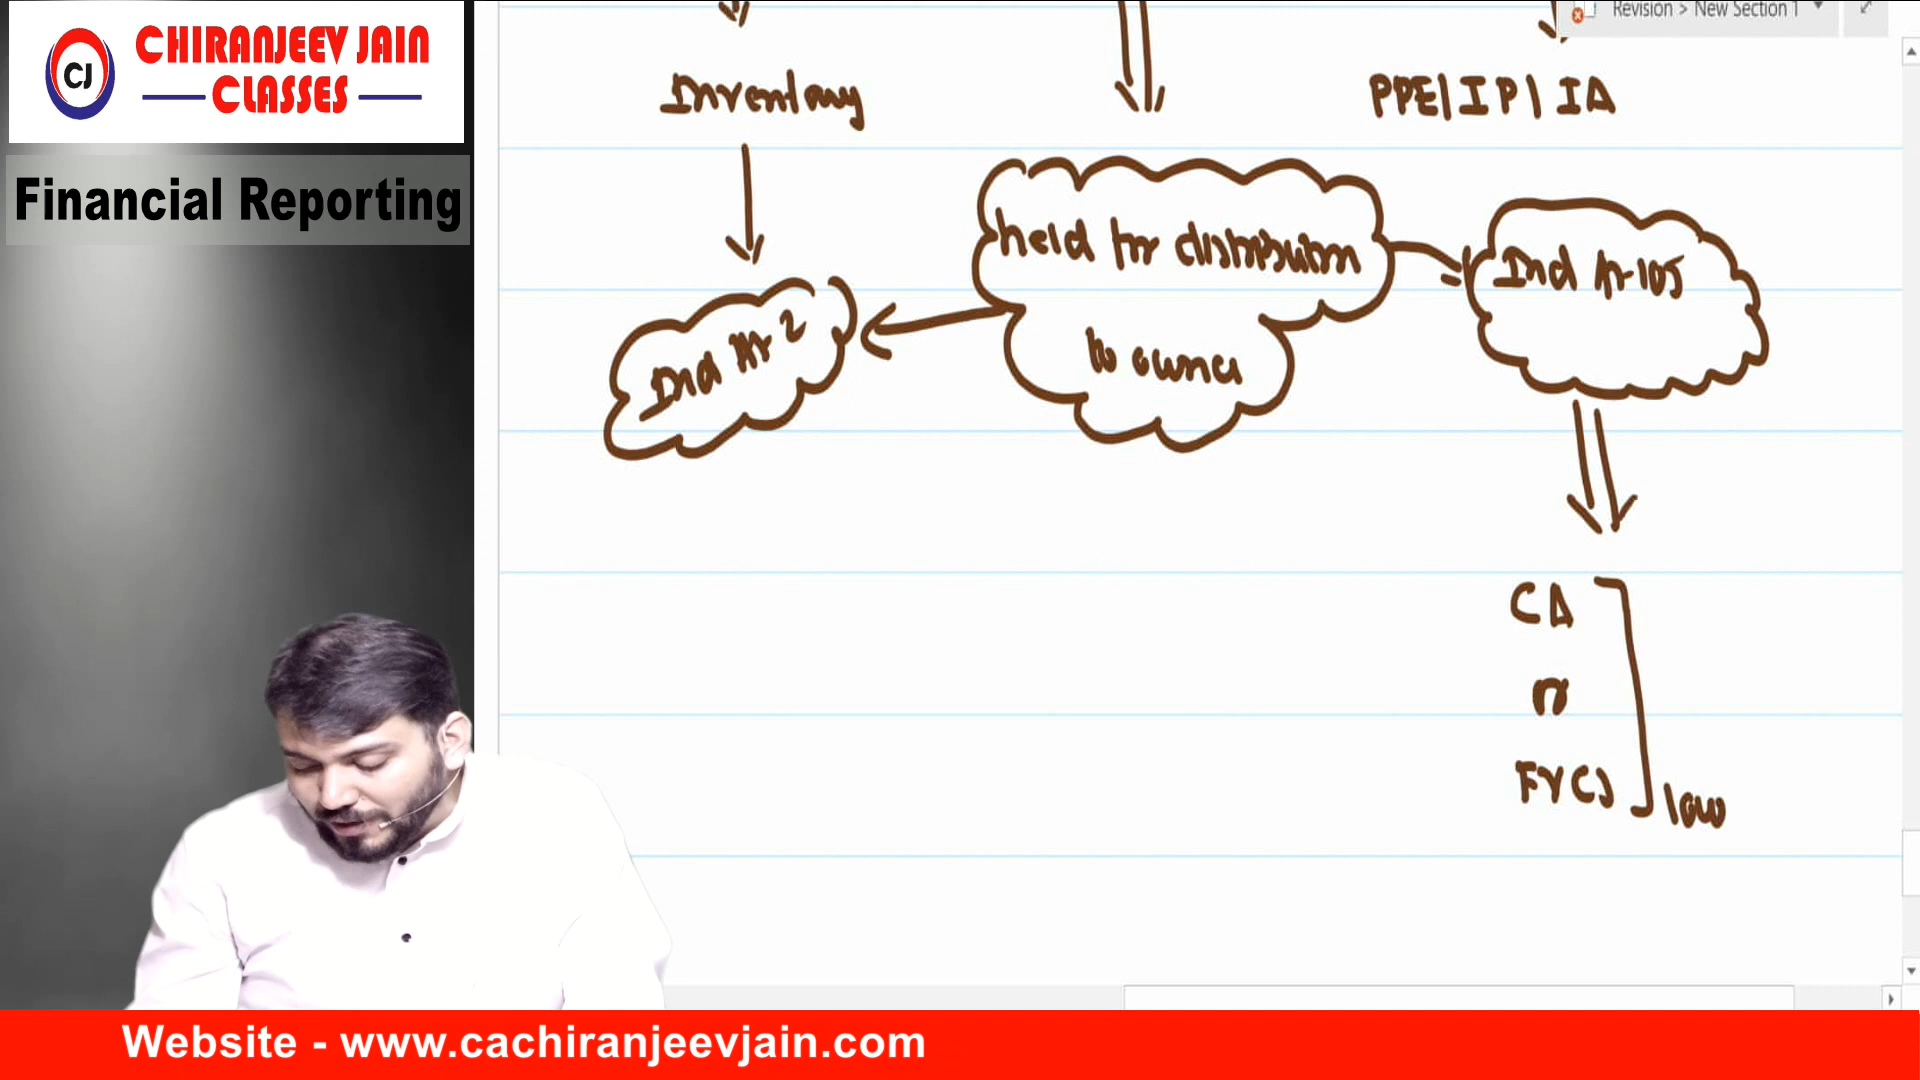 CHIRANJEEV JAIN
CLASSES
CJ
Financial Reporting
Revision > New Section 1
Inventory
PPE/IP/IA
held for distribution
to owner
Ind As 2
Ind As-105
CA
or
FVCS
low
Website - www.cachiranjeevjain.com